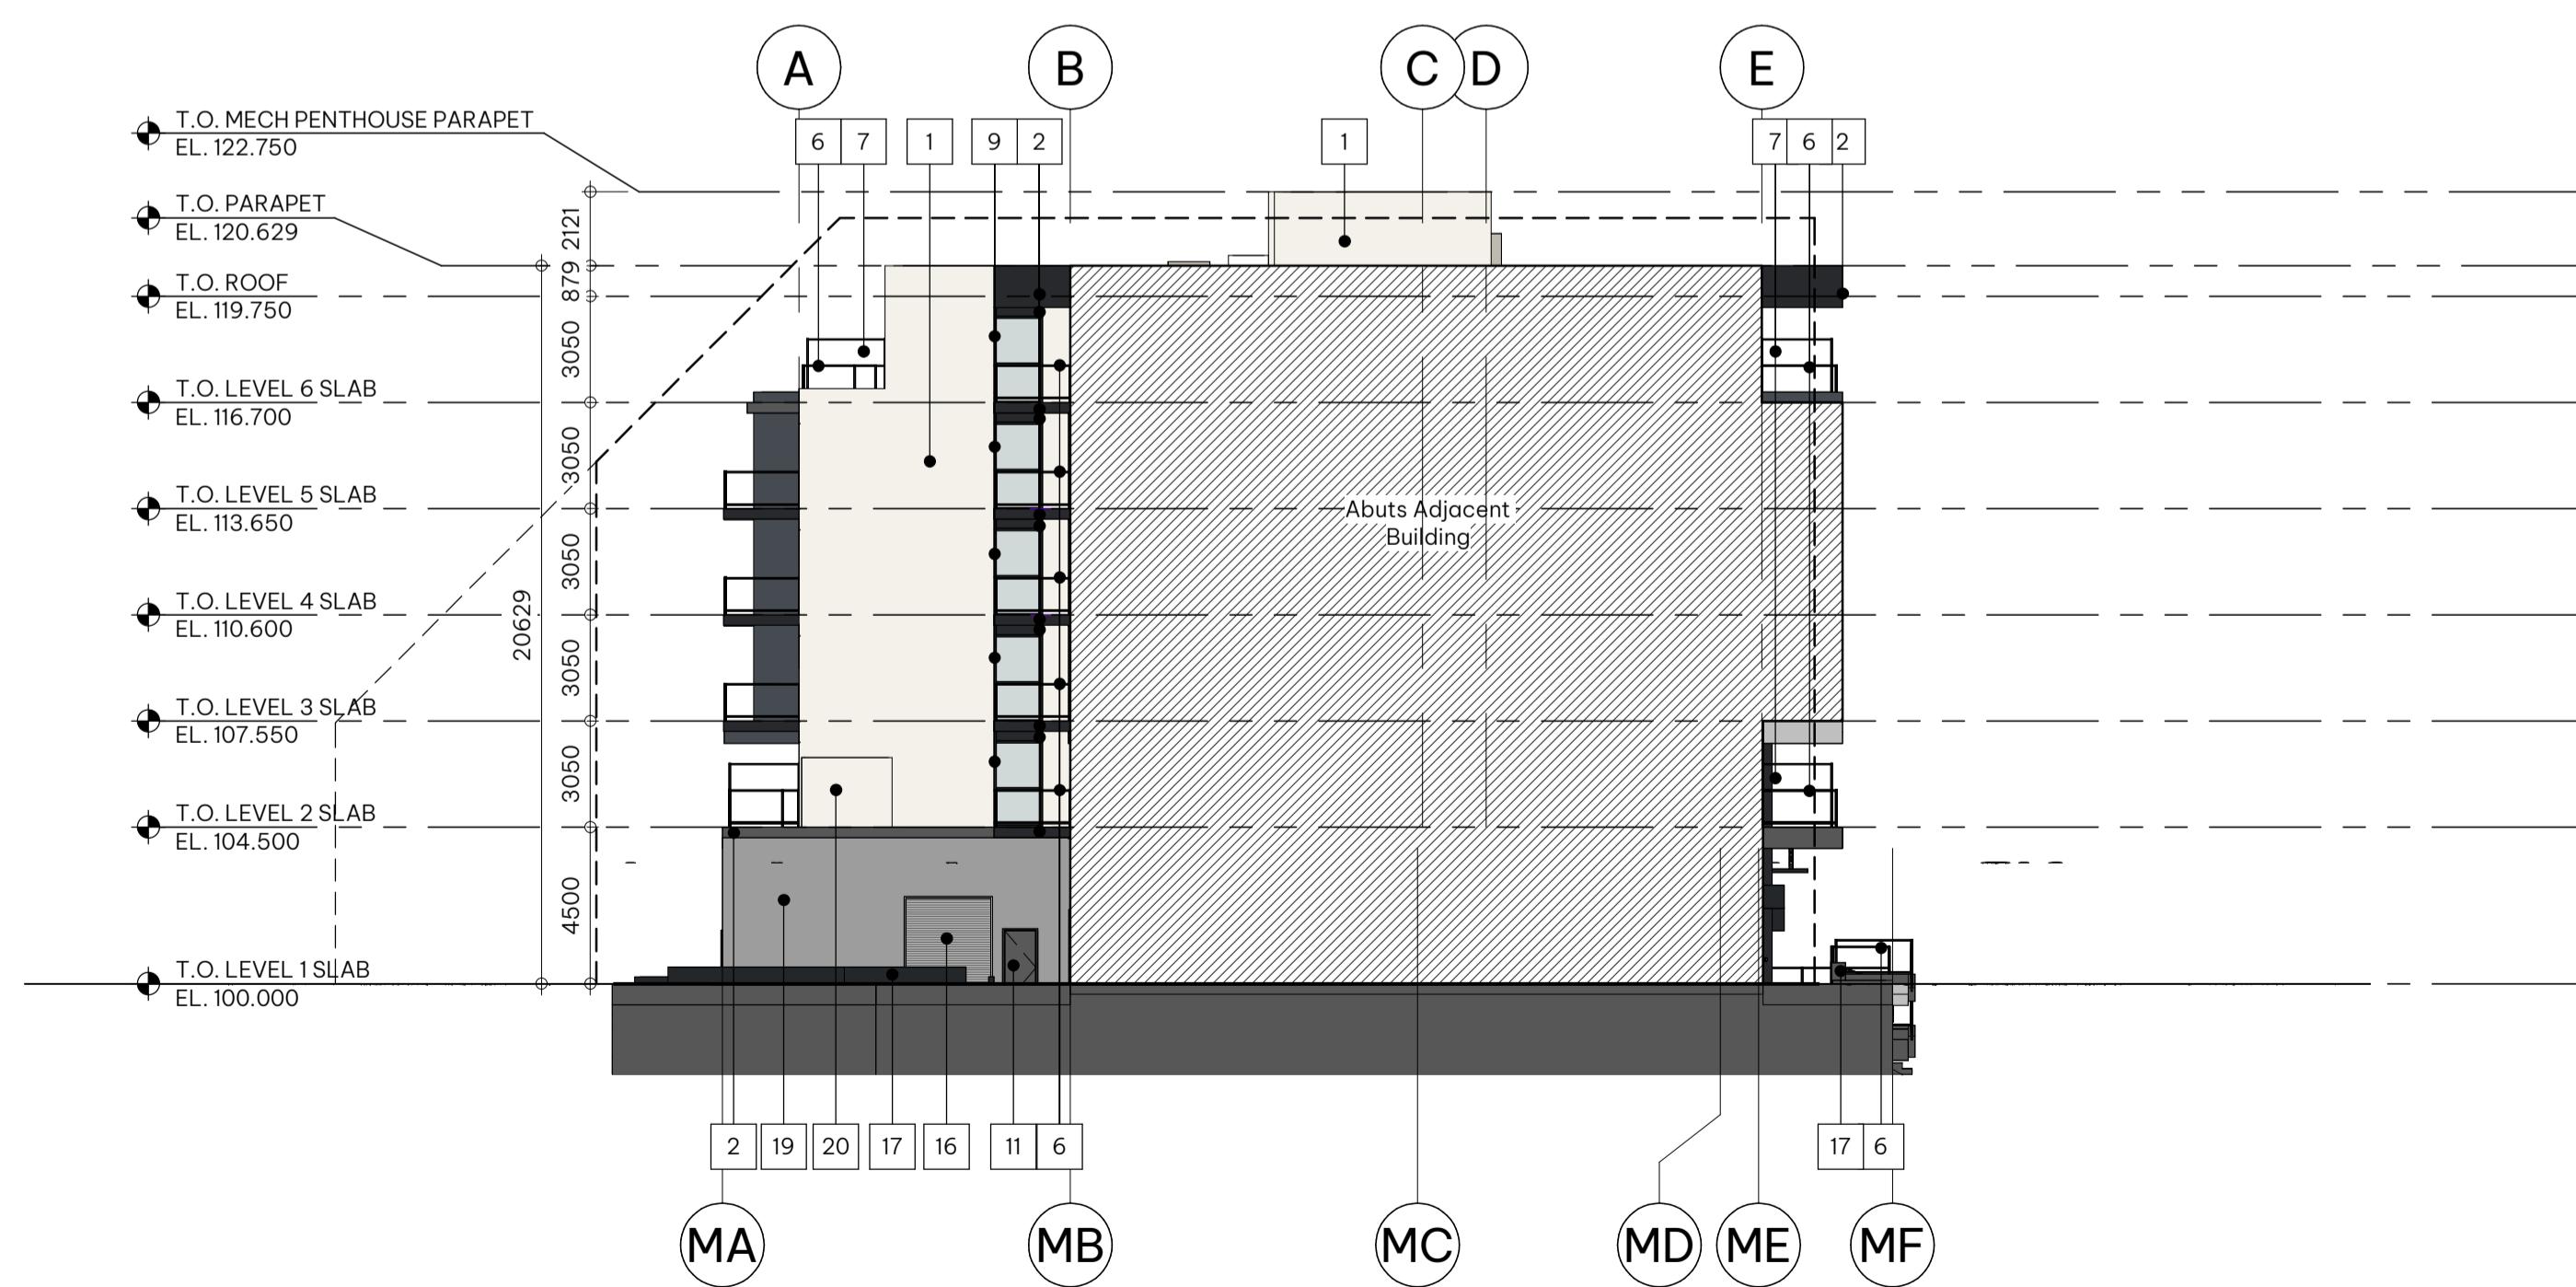 A
B
C
D
E
T.O. MECH PENTHOUSE PARAPET
EL. 122.750
6
7
1
9
2
1
7
6
2
T.O. PARAPET
EL. 120.629
2121
T.O. ROOF
EL. 119.750
879
3050
T.O. LEVEL 6 SLAB
EL. 116.700
3050
T.O. LEVEL 5 SLAB
EL. 113.650
Abuts Adjacent
Building
3050
T.O. LEVEL 4 SLAB
EL. 110.600
20629
3050
T.O. LEVEL 3 SLAB
EL. 107.550
3050
T.O. LEVEL 2 SLAB
EL. 104.500
4500
T.O. LEVEL 1 SLAB
EL. 100.000
2
19
20
17
16
11
6
17
6
MA
MB
MC
MD
ME
MF